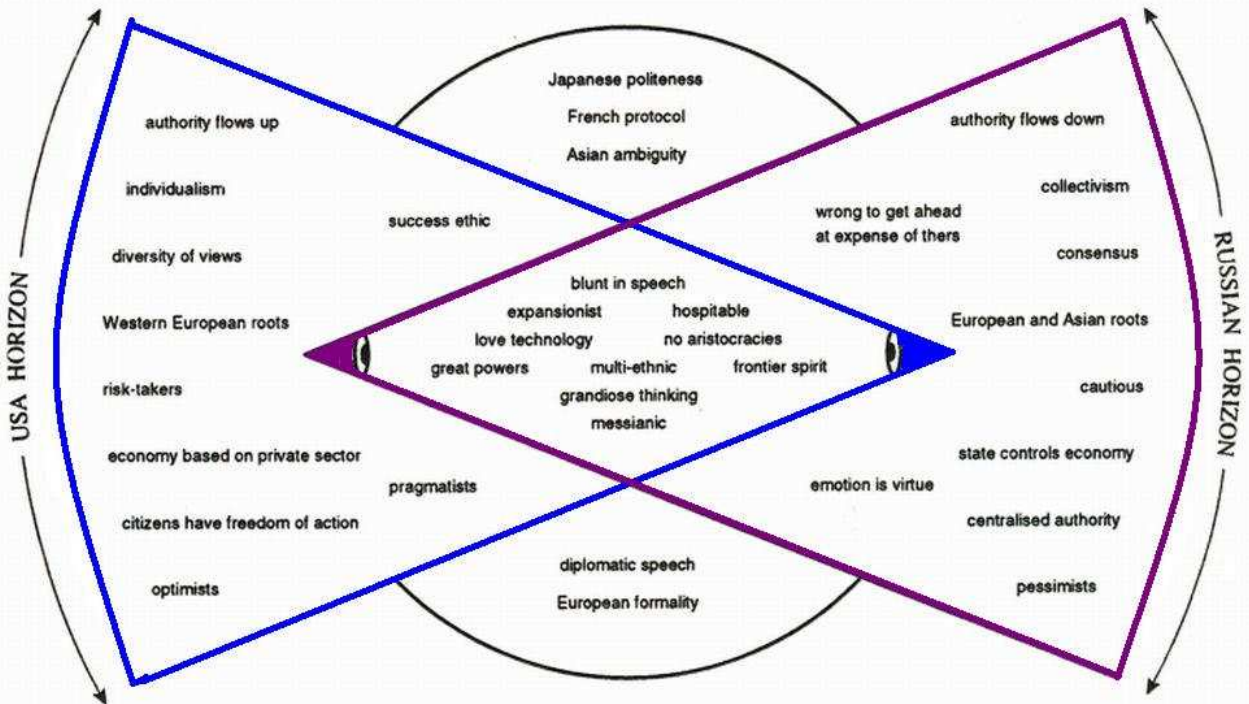 USA HORIZON
authority flows up
individualism
success ethic
diversity of views
Western European roots
risk-takers
economy based on private sector
pragmatists
citizens have freedom of action
optimists
Japanese politeness
French protocol
Asian ambiguity
blunt in speech
expansionist hospitable
love technology no aristocracies
great powers multi-ethnic frontier spirit
grandiose thinking
messianic
diplomatic speech
European formality
authority flows down
collectivism
wrong to get ahead
at expense of thers
consensus
European and Asian roots
cautious
state controls economy
emotion is virtue
centralised authority
pessimists
RUSSIAN HORIZON